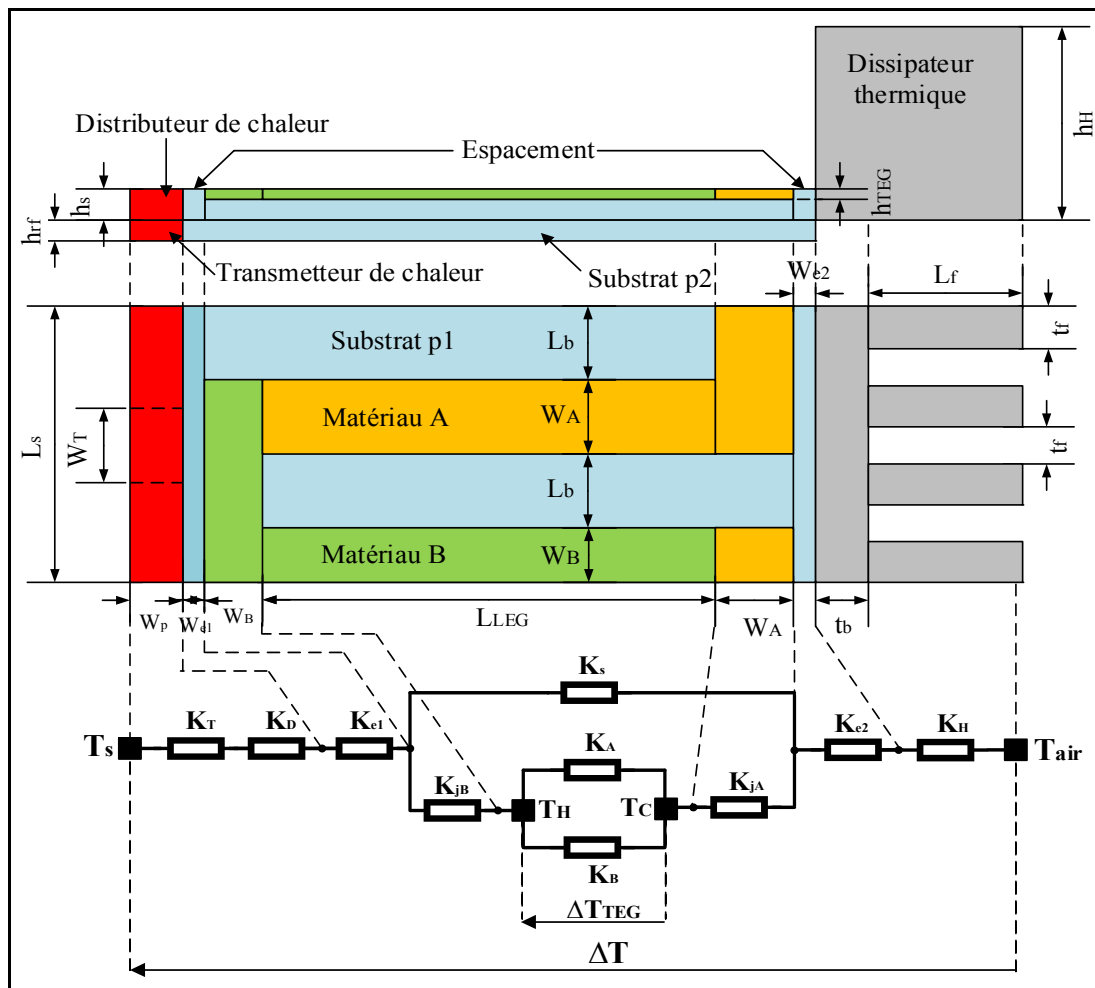 Dissipateur
thermique
hH
Distributeur de chaleur
Espacement
hs
hTEG
hrf
Transmetteur de chaleur
Substrat p2
We2
Lf
Substrat p1
Lb
tf
Ls
WT
Matériau A
WA
tf
Lb
Matériau B
WB
Wp
We1
WB
LLEG
WA
tb
Ks
Ts
KT
KD
Ke1
KA
Ke2
KH
Tair
KjB
TH
TC
KjA
KB
ΔTTEG
ΔT